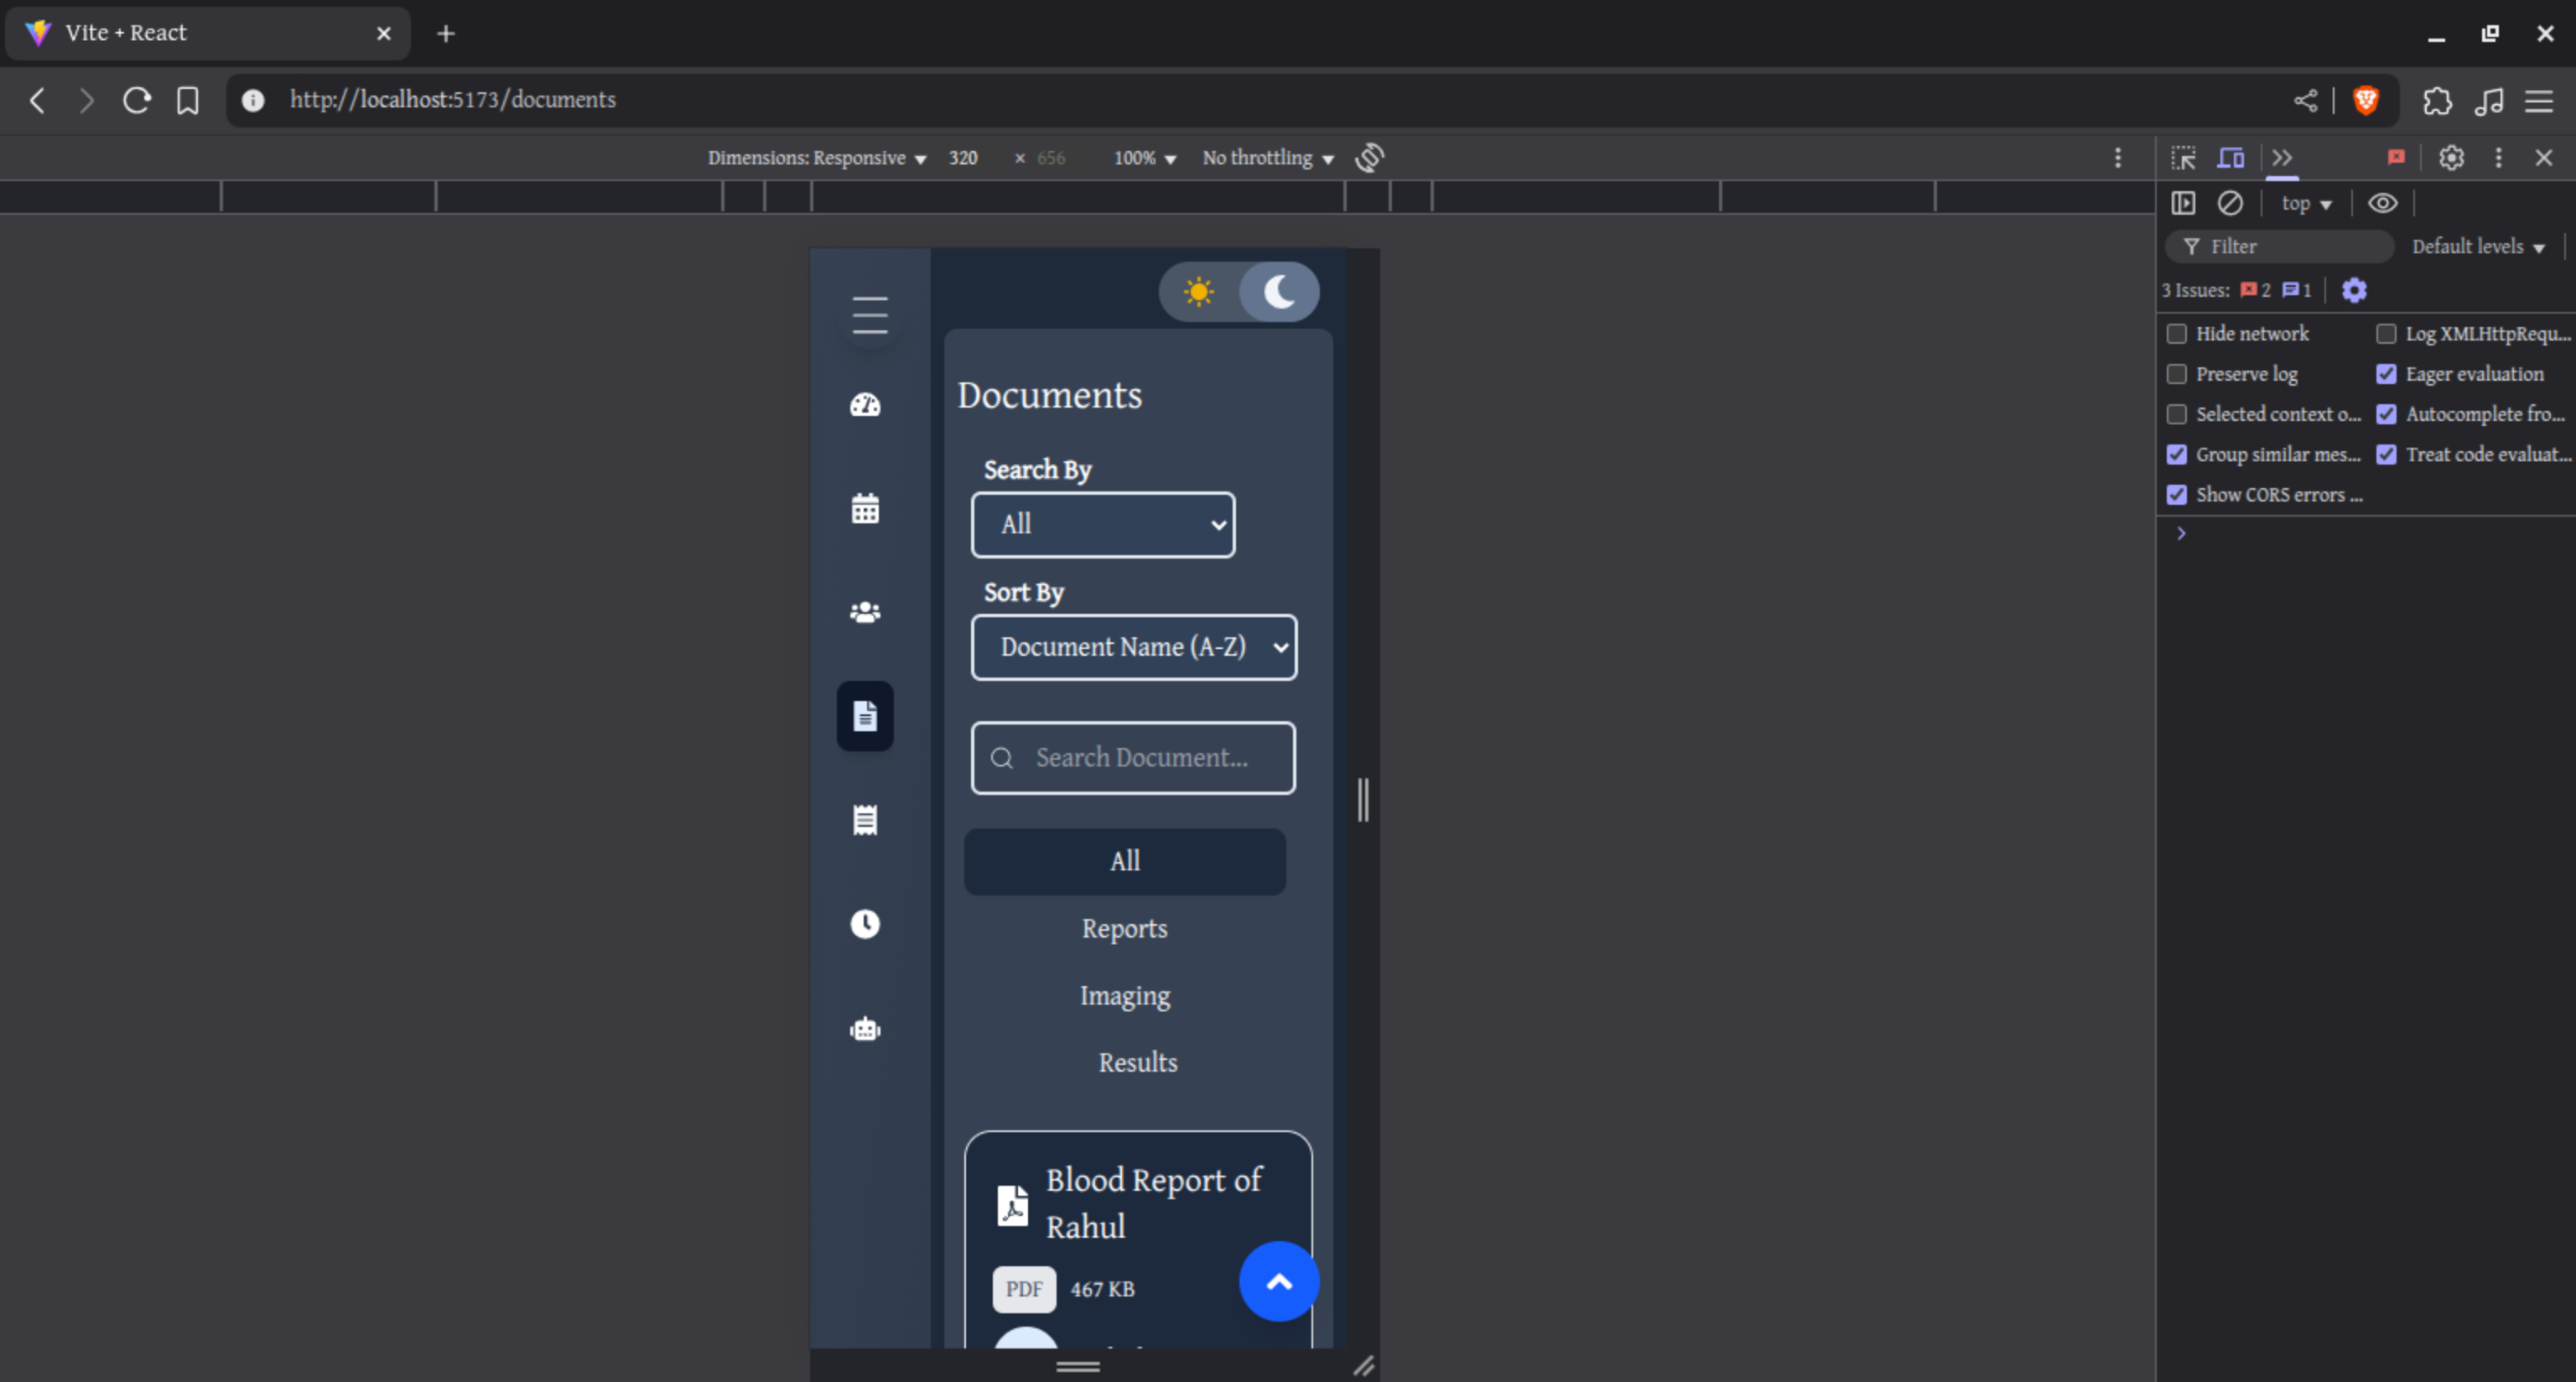 Vite + React
http://localhost:5173/documents
Dimensions: Responsive 320 × 656 100% No throttling
top
Filter Default levels
3 Issues: 2 1
Hide network Log XMLHttpRequ...
Preserve log Eager evaluation
Selected context o... Autocomplete fro...
Group similar mes... Treat code evaluat...
Show CORS errors ...
Documents
Search By
All
Sort By
Document Name (A-Z)
Search Document...
All
Reports
Imaging
Results
Blood Report of
Rahul
PDF 467 KB